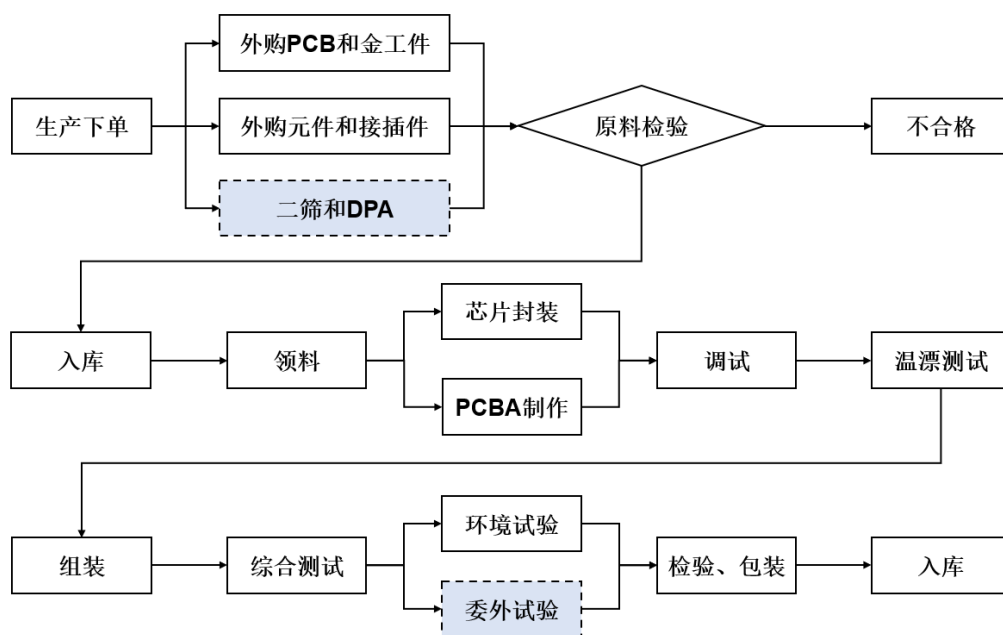 外购PCB和金工件
生产下单
外购元件和接插件
原料检验
不合格
二筛和DPA
芯片封装
入库
领料
调试
温漂测试
PCBA制作
环境试验
组装
综合测试
检验、包装
入库
委外试验